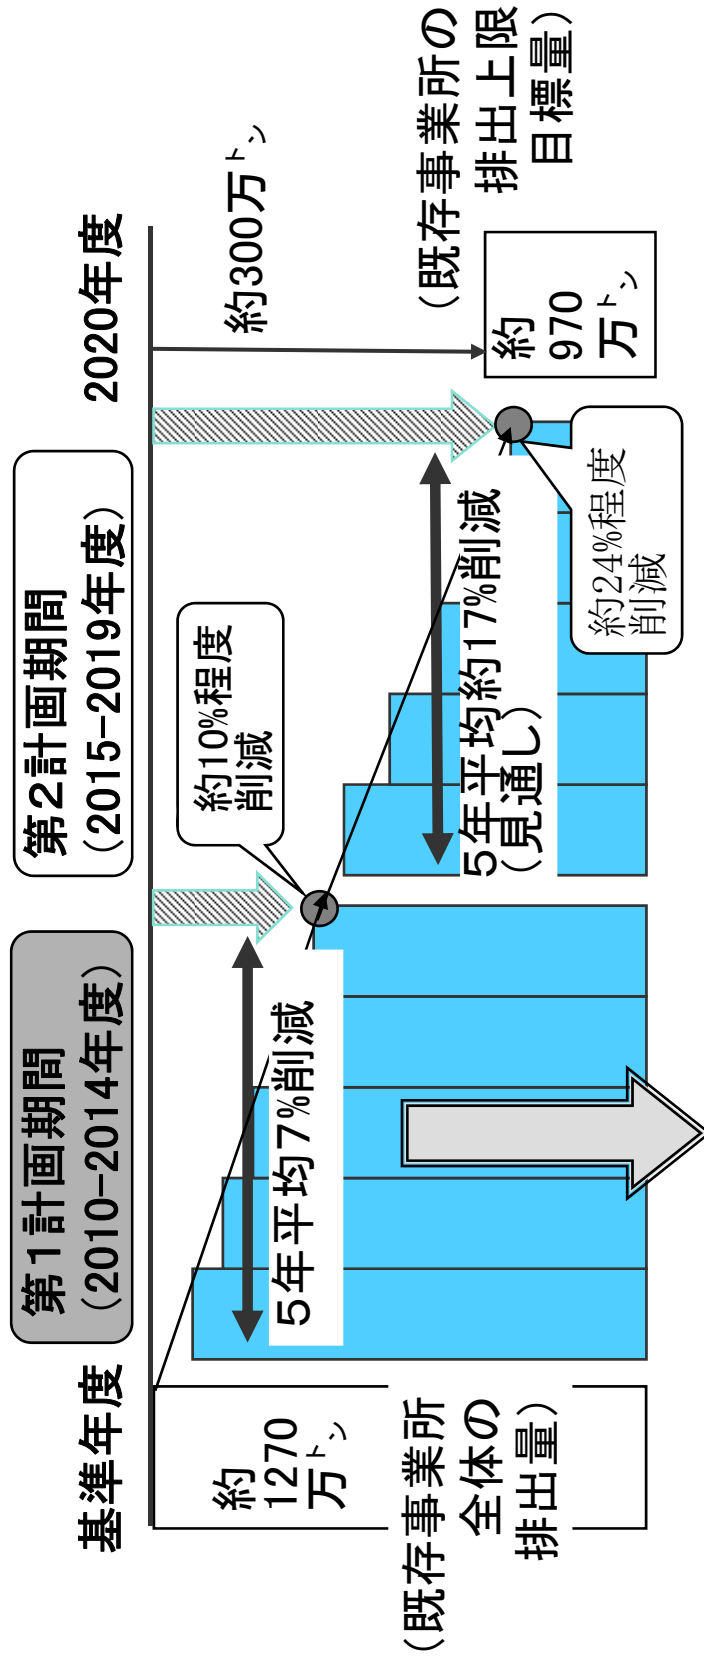 基準年度
第1計画期間
(2010-2014年度)
第2計画期間
(2015-2019年度)
2020年度
約
1270
万トン
(既存事業所
全体の
排出量)
5年平均7%削減
約10%程度
削減
5年平均約17%削減
(見通し)
約24%程度
削減
約300万トン
約
970
万トン
(既存事業所の
排出上限
目標量)